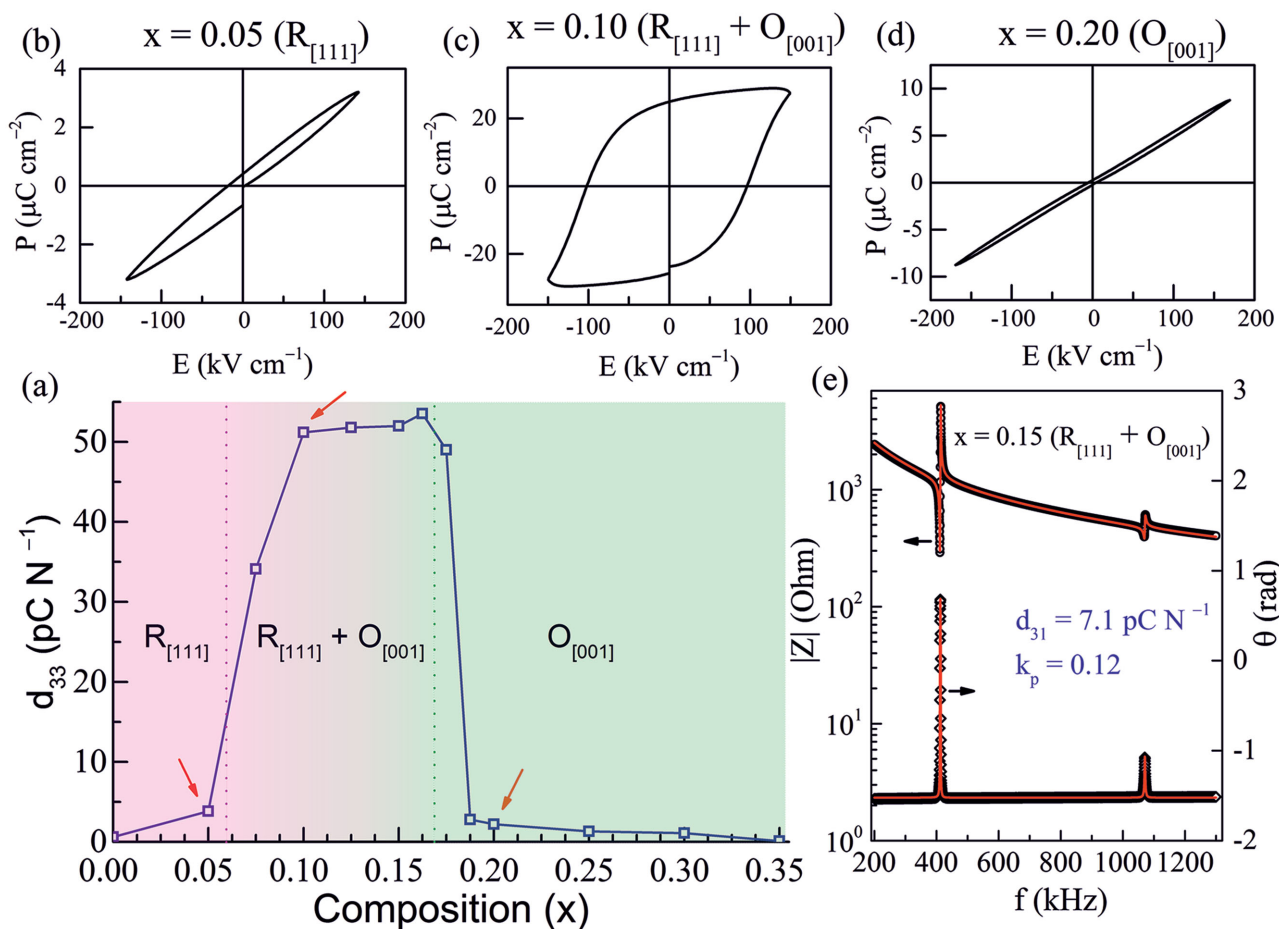 (b) x = 0.05 (R[111])
4
2
0
-2
-4
P (μC cm⁻²)
-200 -100 0 100 200
E (kV cm⁻¹)
(c) x = 0.10 (R[111] + O[001])
20
0
-20
P (μC cm⁻²)
-200 -100 0 100 200
E (kV cm⁻¹)
(d) x = 0.20 (O[001])
10
5
0
-5
-10
P (μC cm⁻²)
-200 -100 0 100 200
E (kV cm⁻¹)
(a)
50
40
30
20
10
0
d33 (pC N⁻¹)
R[111] R[111] + O[001] O[001]
0.00 0.05 0.10 0.15 0.20 0.25 0.30 0.35
Composition (x)
(e)
x = 0.15 (R[111] + O[001])
10³
10²
10¹
10⁰
|Z| (Ohm)
d31 = 7.1 pC N⁻¹
kp = 0.12
3
2
1
0
-1
-2
θ (rad)
200 400 600 800 1000 1200
f (kHz)